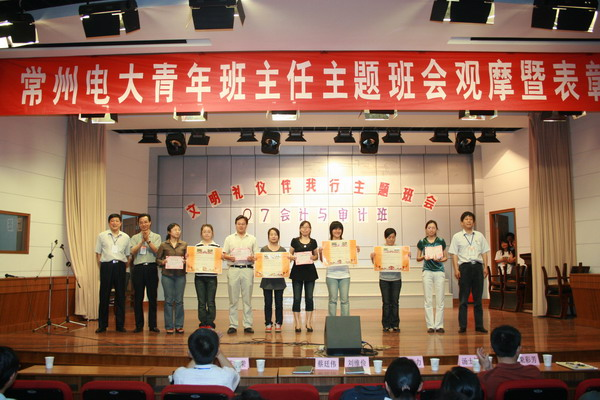 常州电大青年班主任主题班会观摩暨表彰
文明礼仪伴我行主题班会
07会计与审计班